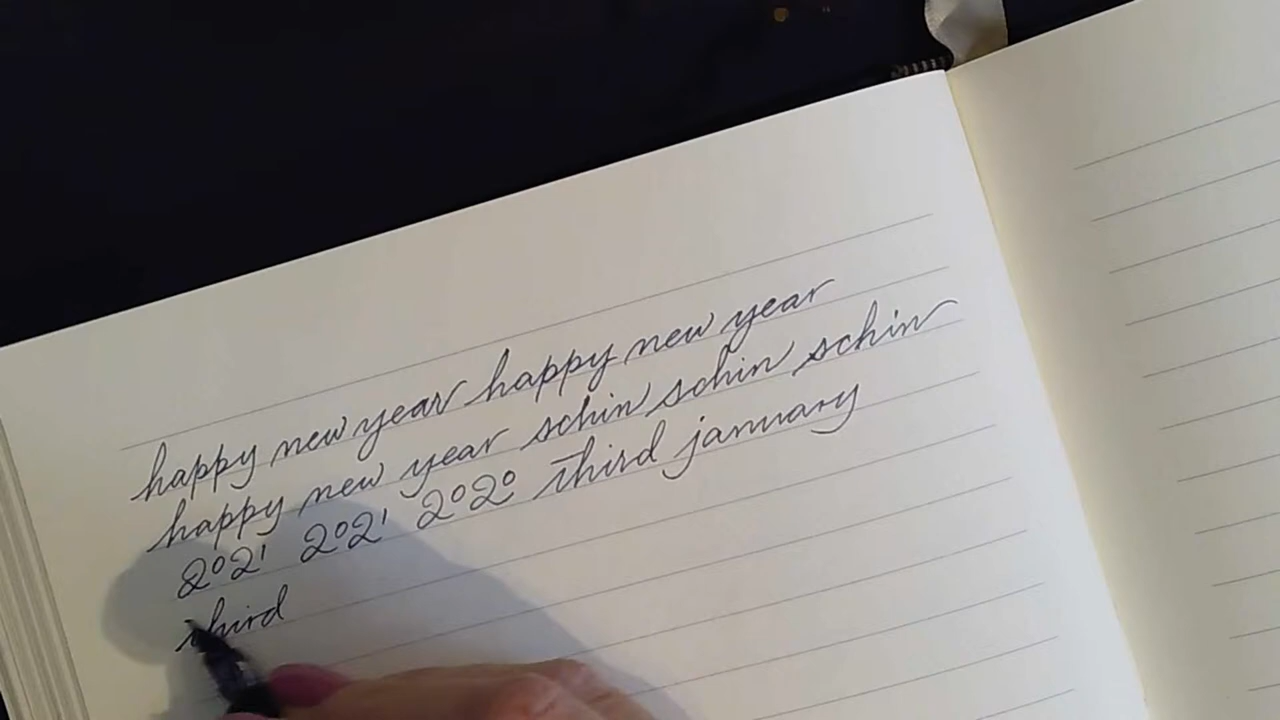 happy new year happy new year
happy new year schin schin schin
2021 2021 2020 third january
third